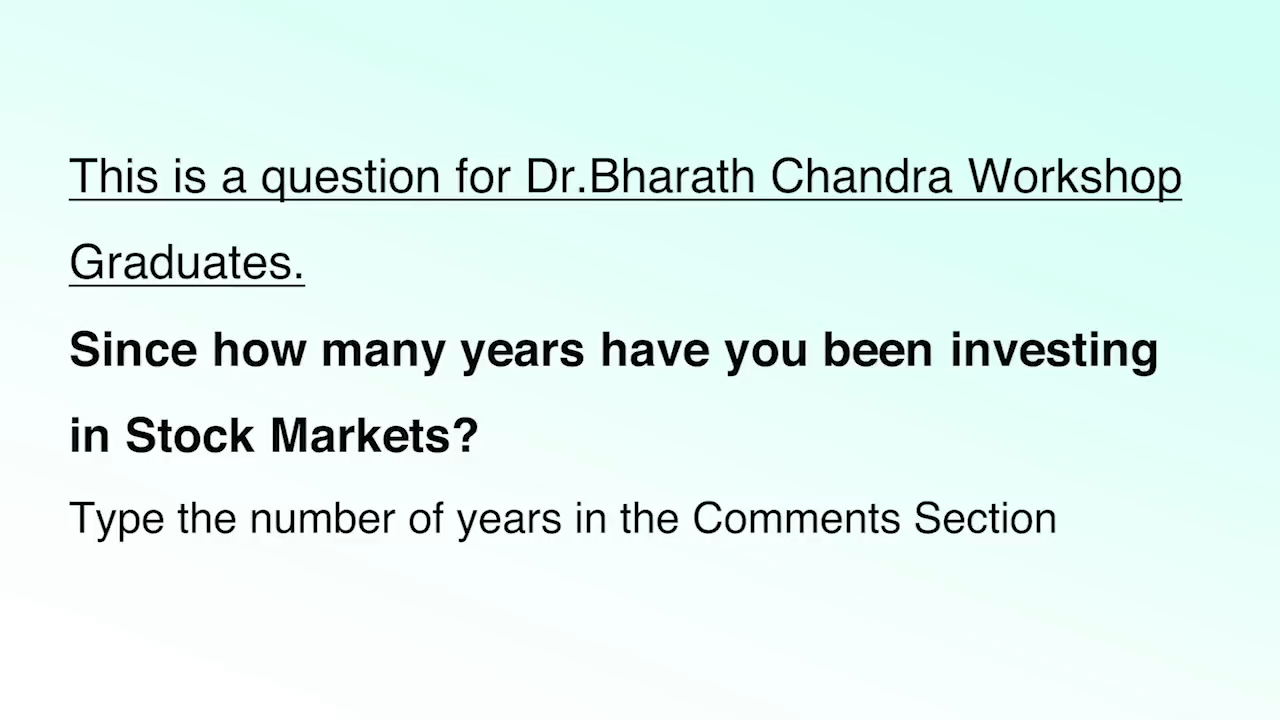 This is a question for Dr.Bharath Chandra Workshop
Graduates.
Since how many years have you been investing
in Stock Markets?
Type the number of years in the Comments Section